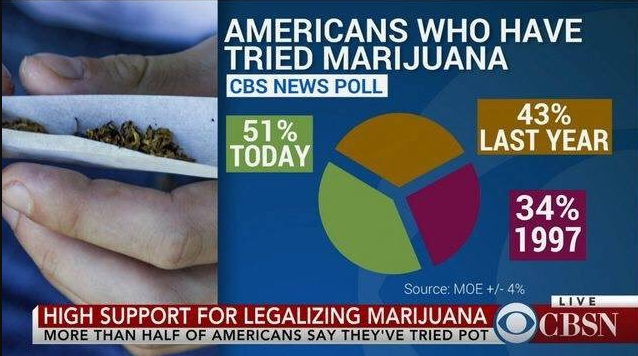 AMERICANS WHO HAVE
TRIED MARIJUANA
CBS NEWS POLL
51%
TODAY
43%
LAST YEAR
34%
1997
Source: MOE +/- 4%
LIVE
HIGH SUPPORT FOR LEGALIZING MARIJUANA
MORE THAN HALF OF AMERICANS SAY THEY'VE TRIED POT
CBSN